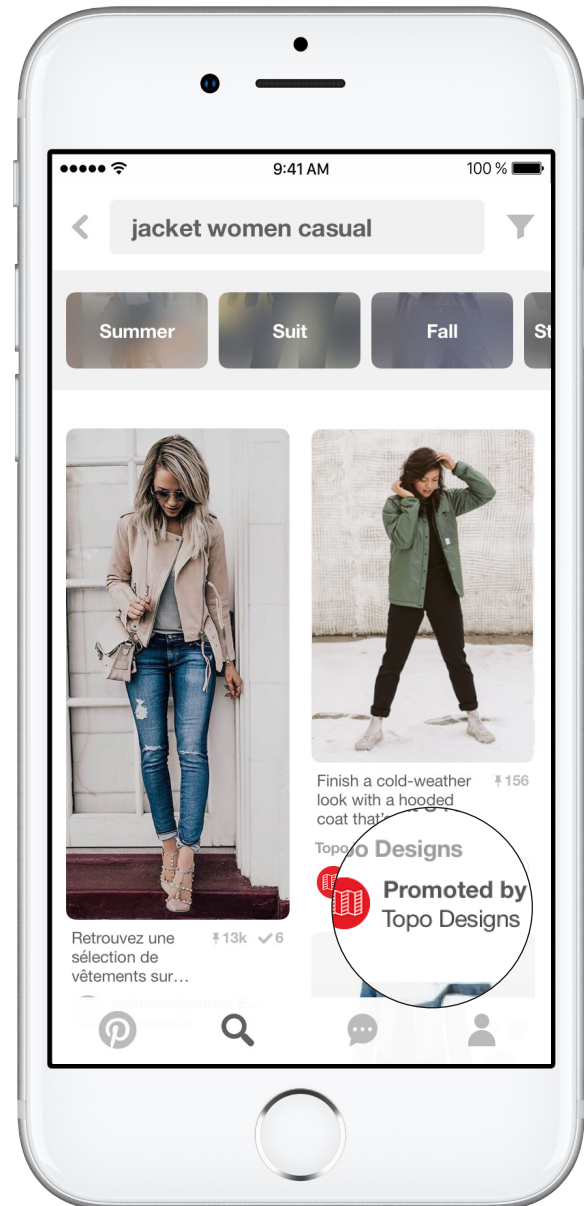 9:41 AM
100 %
jacket women casual
Summer
Suit
Fall
St
Finish a cold-weather
look with a hooded
coat that's
156
Topo
o Designs
Promoted by
Topo Designs
Retrouvez une
sélection de
vêtements sur…
13k
6